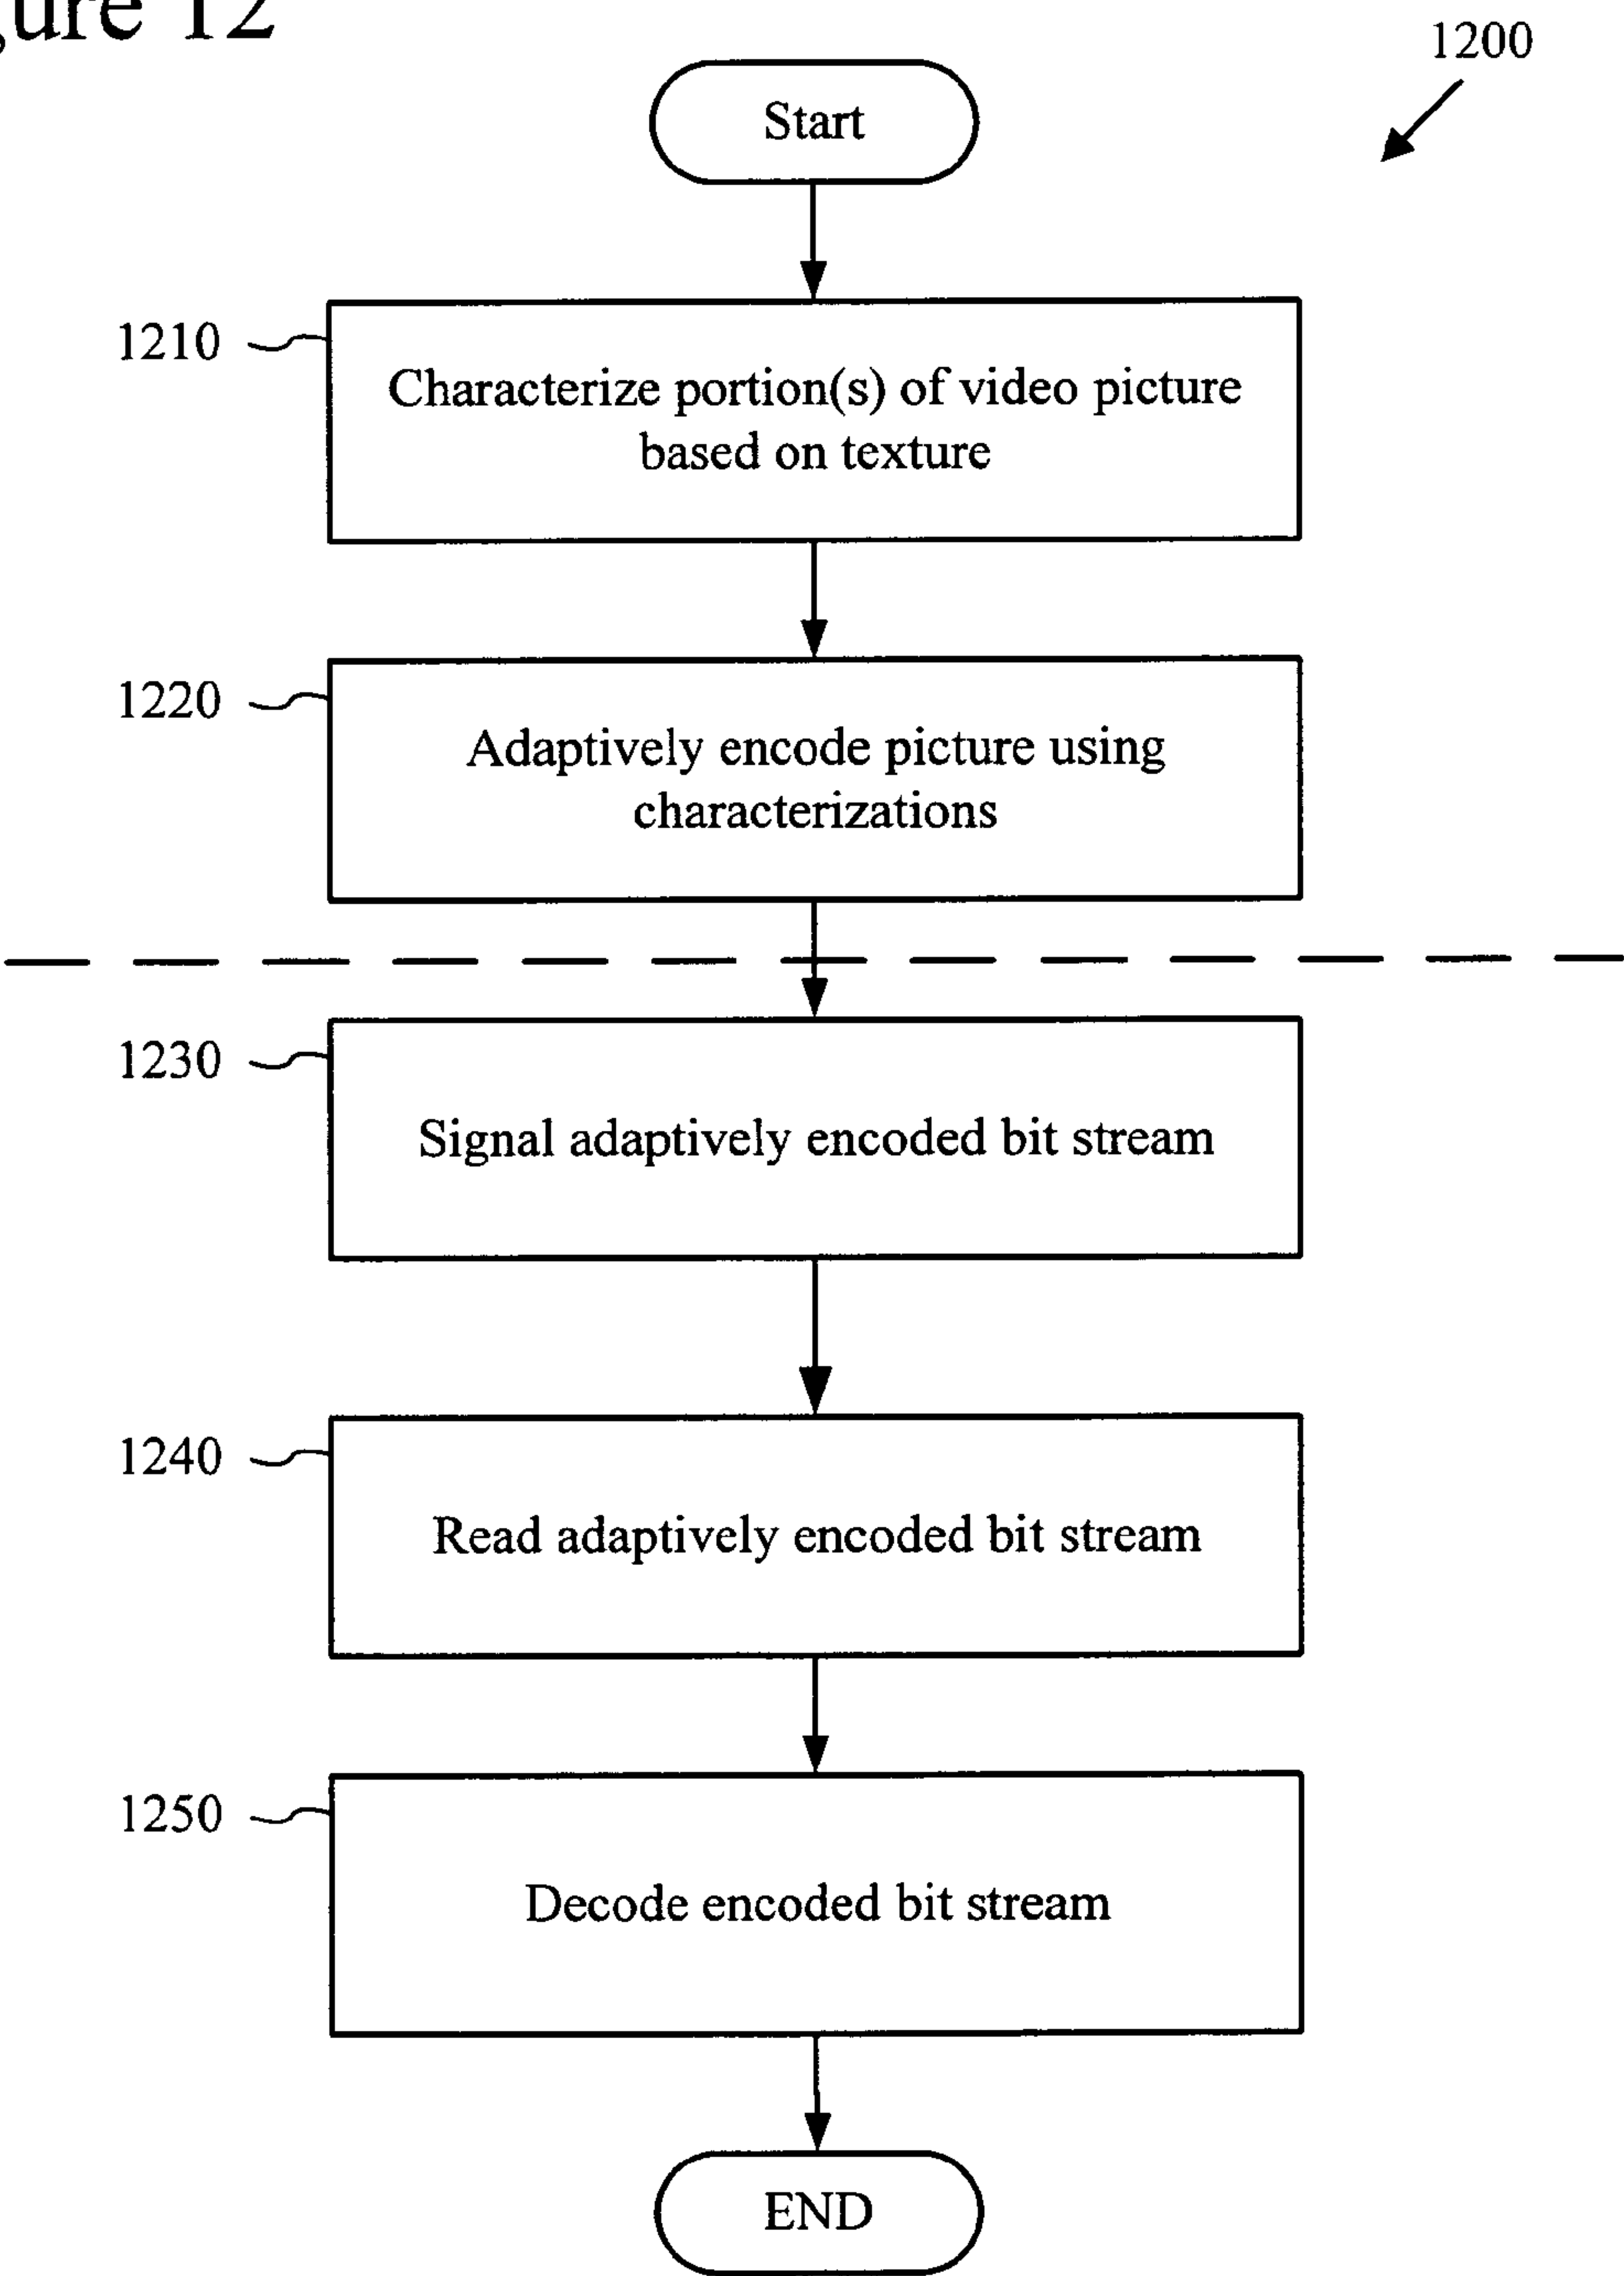 12
1200
Start
1210
Characterize portion(s) of video picture
based on texture
1220
Adaptively encode picture using
characterizations
1230
Signal adaptively encoded bit stream
1240
Read adaptively encoded bit stream
1250
Decode encoded bit stream
END